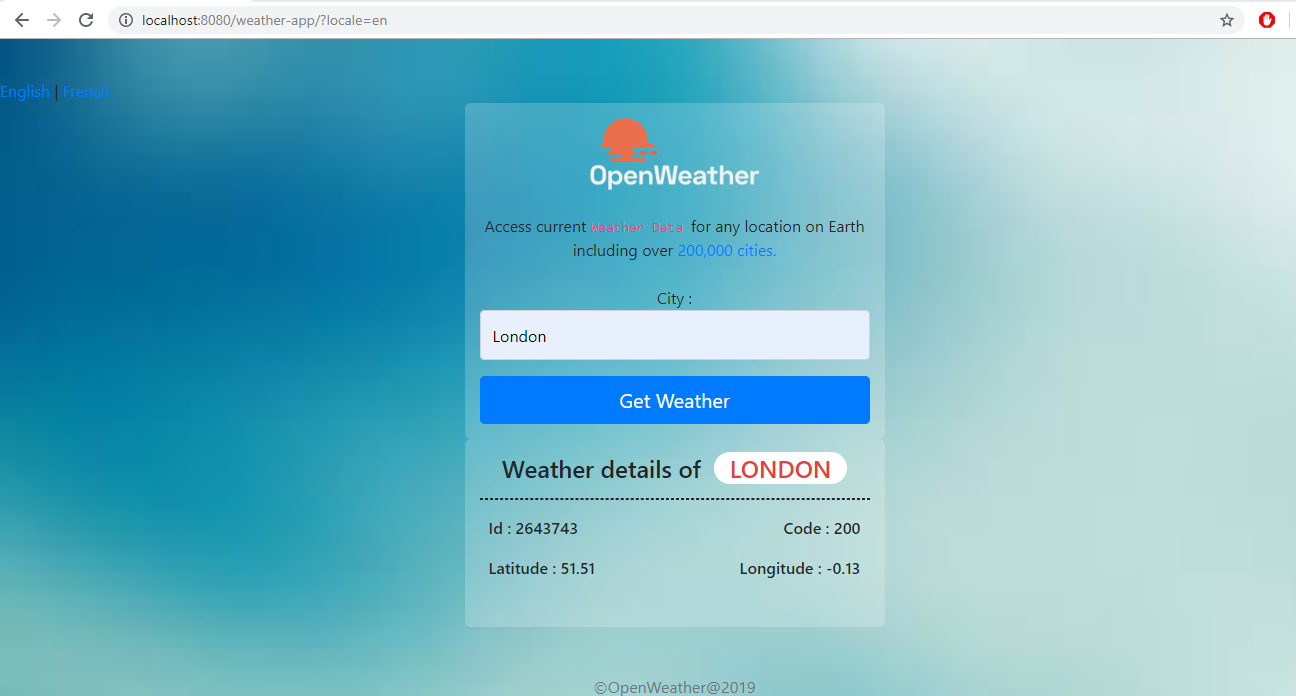 localhost:8080/weather-app/?locale=en
English | French
OpenWeather
Access current Weather Data for any location on Earth
including over 200,000 cities.
City :
London
Get Weather
Weather details of LONDON
Id : 2643743 Code : 200
Latitude : 51.51 Longitude : -0.13
©OpenWeather@2019